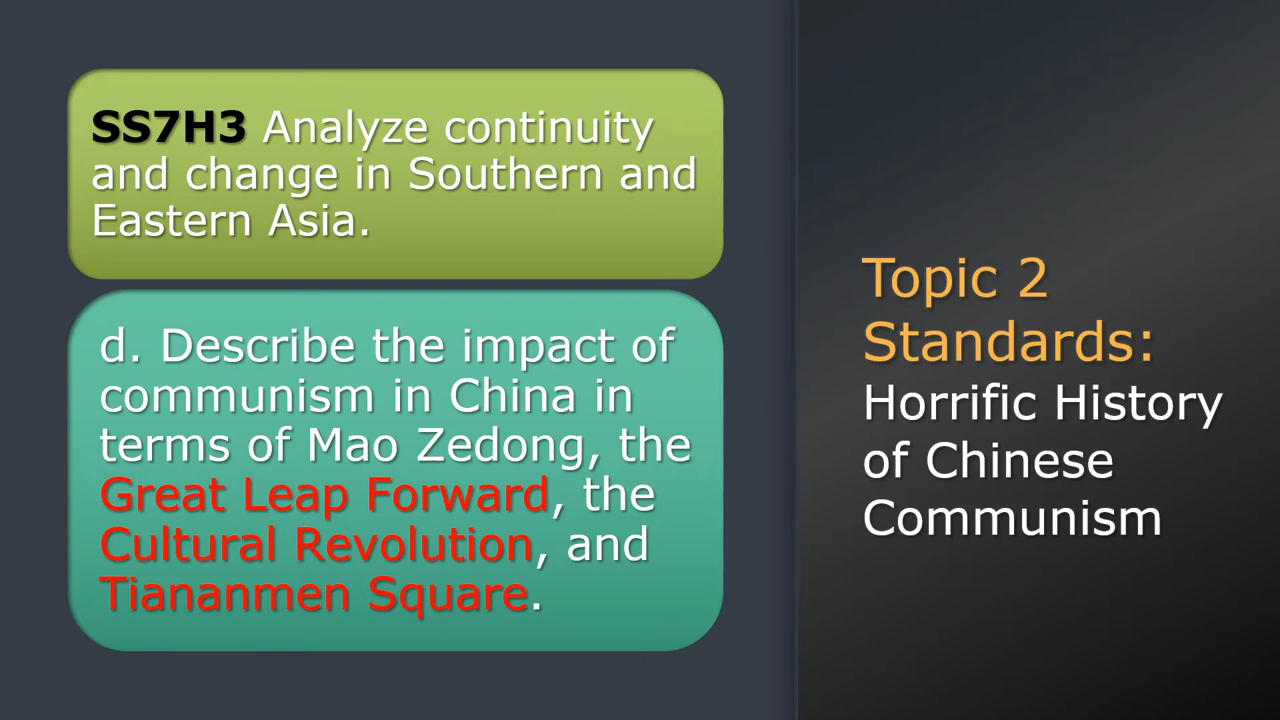 SS7H3 Analyze continuity
and change in Southern and
Eastern Asia.
d. Describe the impact of
communism in China in
terms of Mao Zedong, the
Great Leap Forward, the
Cultural Revolution, and
Tiananmen Square.
Topic 2
Standards:
Horrific History
of Chinese
Communism